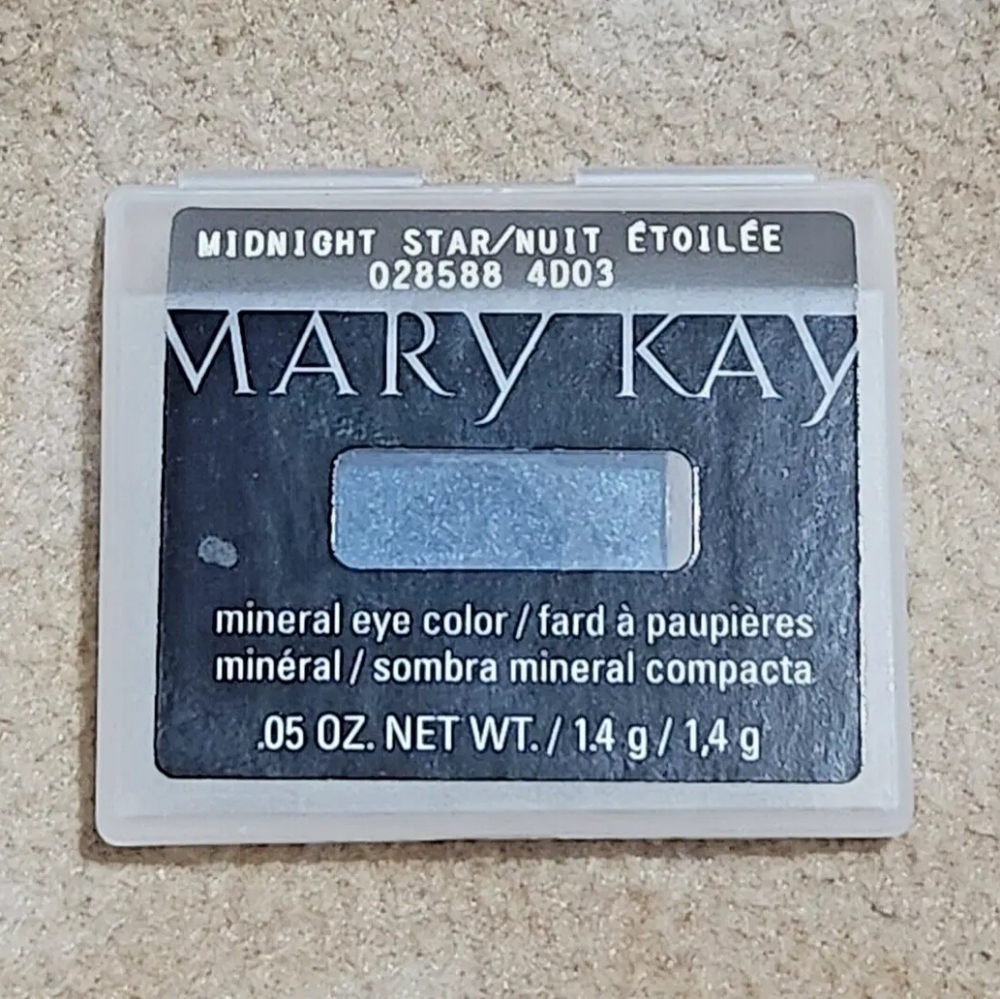 MIDNIGHT STAR/NUIT ÉTOILÉE
028588 4D03
MARY KAY
mineral eye color / fard à paupières
minéral / sombra mineral compacta
.05 OZ. NET WT. / 1.4 g / 1,4 g